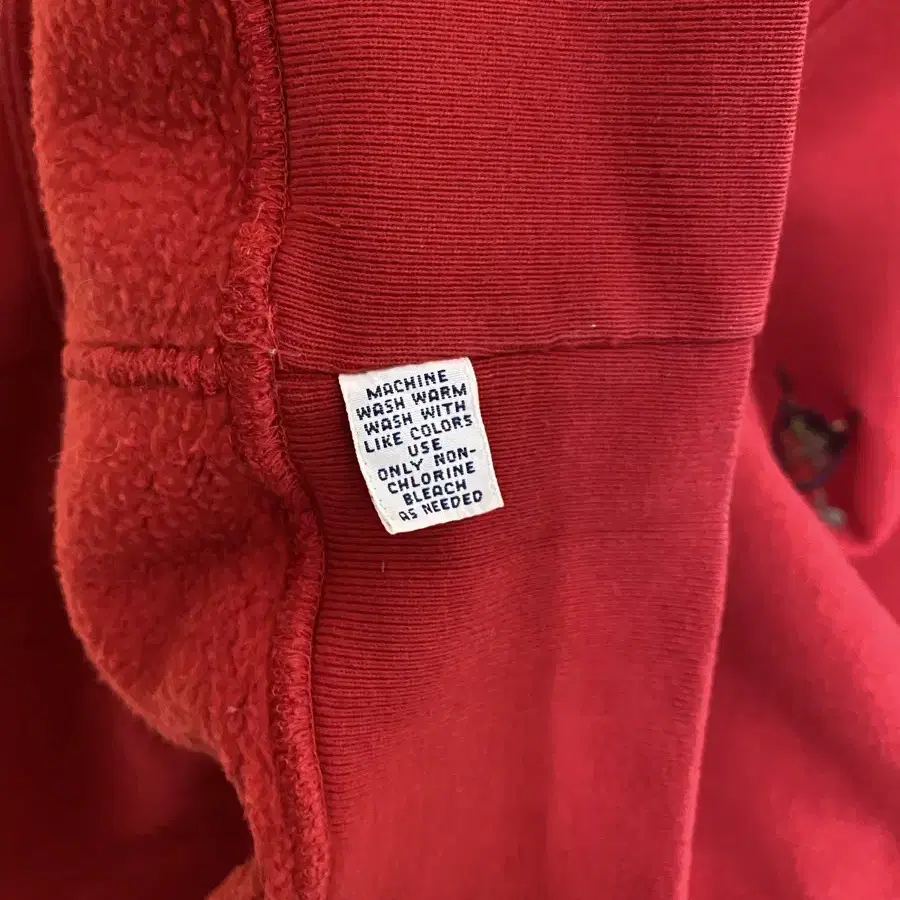 MACHINE
WASH WARM
WASH WITH
LIKE COLORS
USE
ONLY NON-
CHLORINE
BLEACH
AS NEEDED